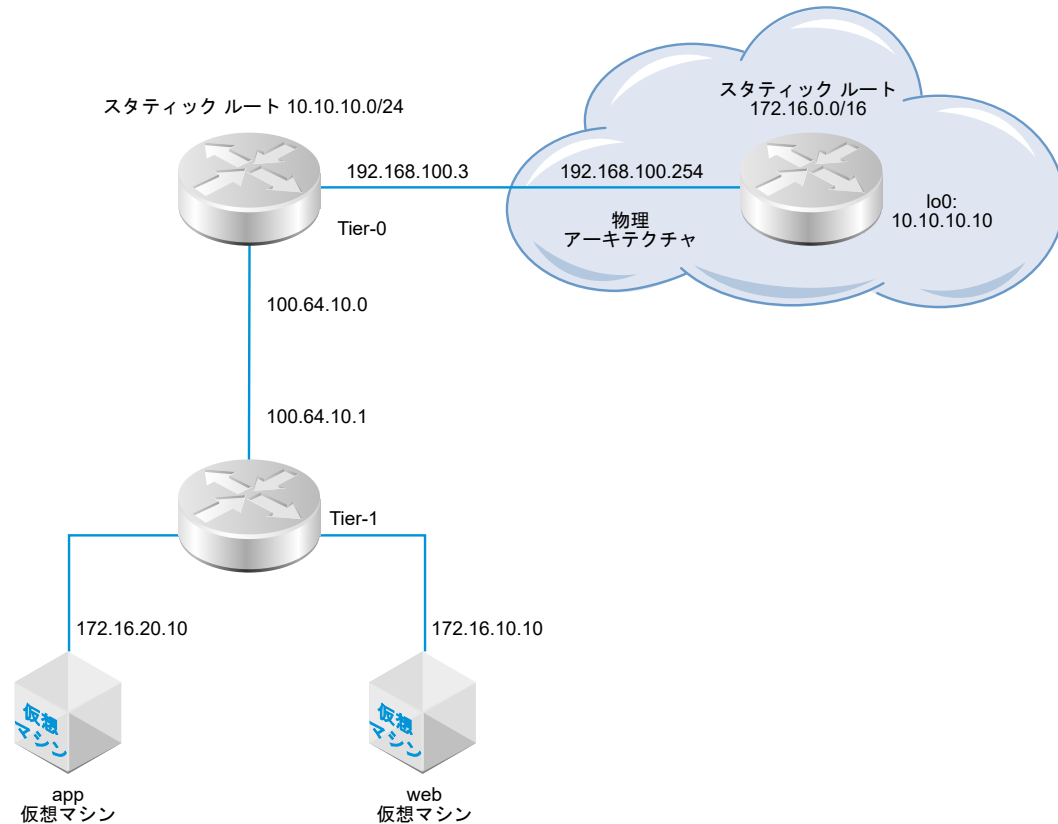 スタティック ルート 10.10.10.0/24
スタティック ルート
172.16.0.0/16
192.168.100.3
192.168.100.254
lo0:
10.10.10.10
物理
アーキテクチャ
Tier-0
100.64.10.0
100.64.10.1
Tier-1
172.16.20.10
172.16.10.10
仮想
マシン
仮想
マシン
app
仮想マシン
web
仮想マシン